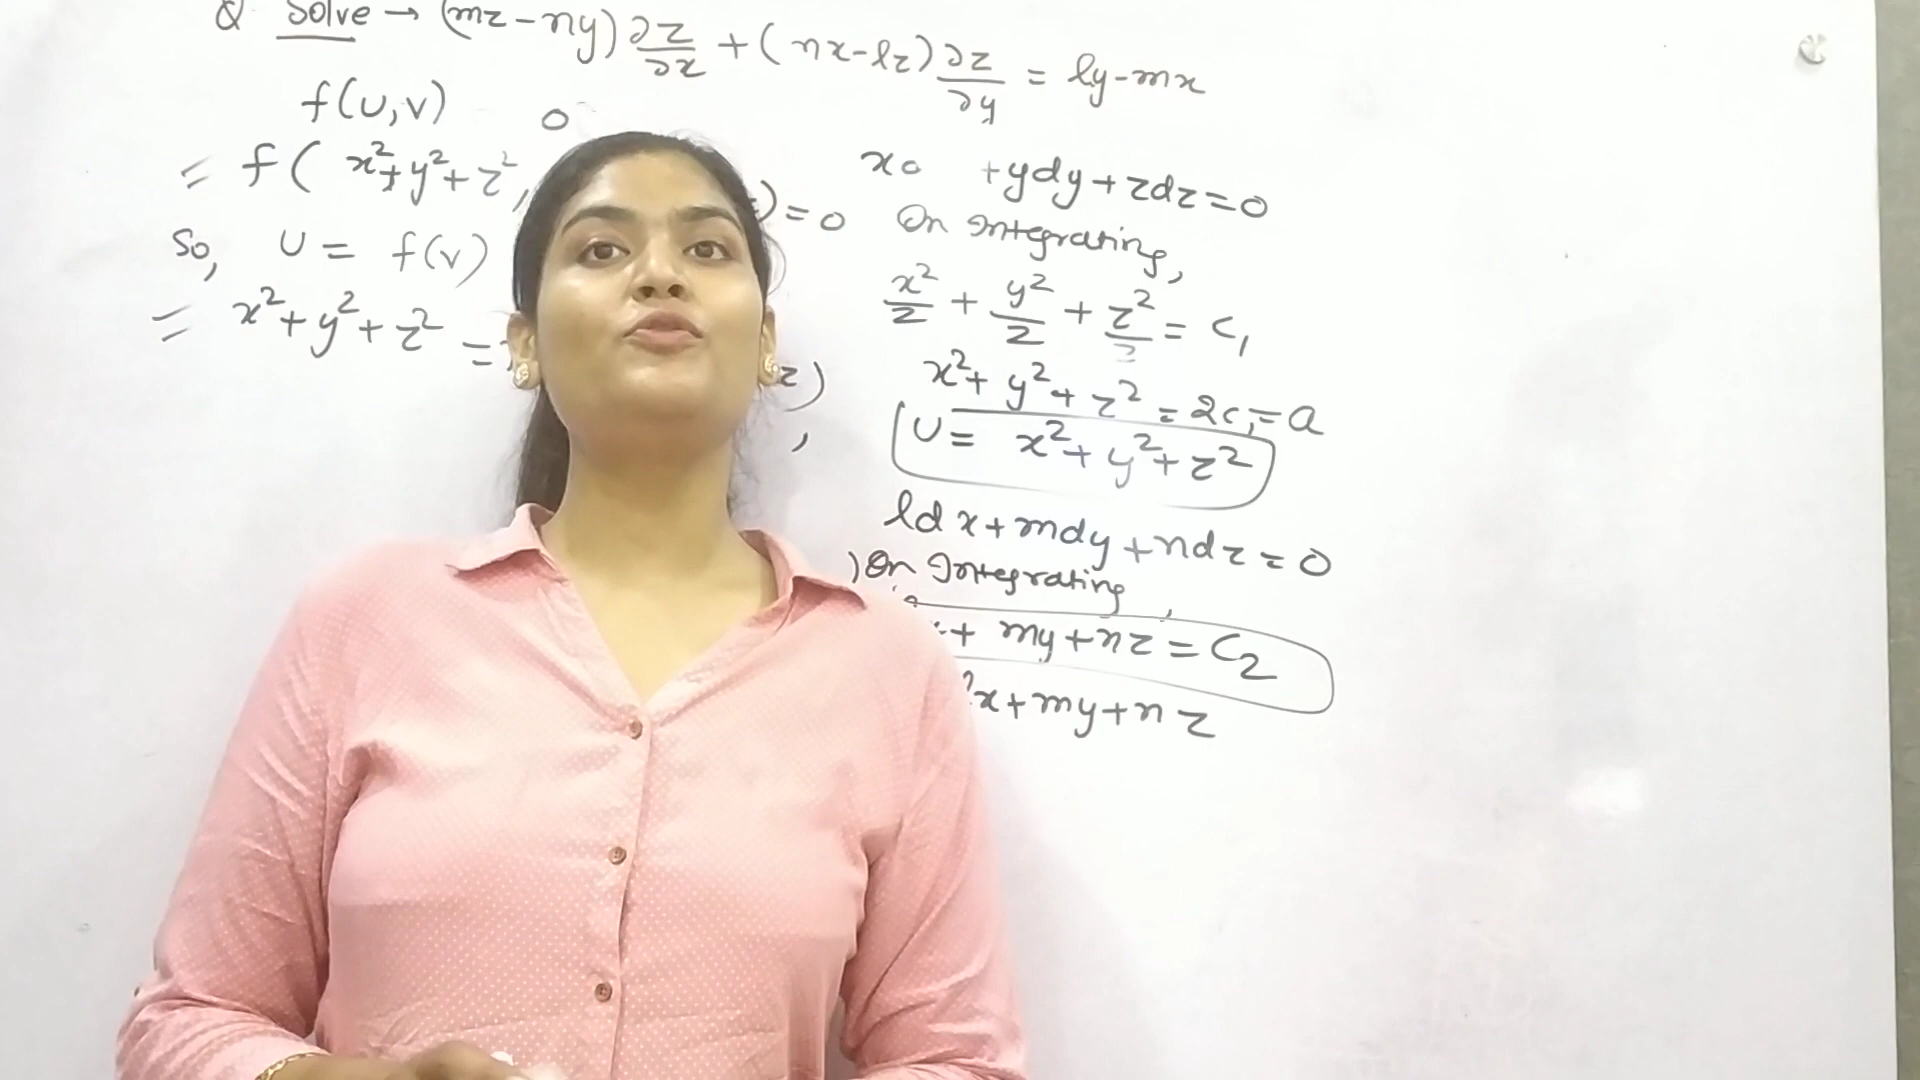 Q Solve → (mz-ny) ∂z/∂x + (nx-lz) ∂z/∂y = ly-mx
f(u,v) 0
= f( x²+y²+z², )=0
So, u = f(v)
= x²+y²+z² = z)
x +ydy+zdz=0
On Integrating,
x²/2 + y²/2 + z²/2 = c₁
x²+y²+z² = 2c₁ = a
U = x²+y²+z²
ldx+mdy+ndz=0
On Integrating,
+ my+nz = C₂
x+my+nz